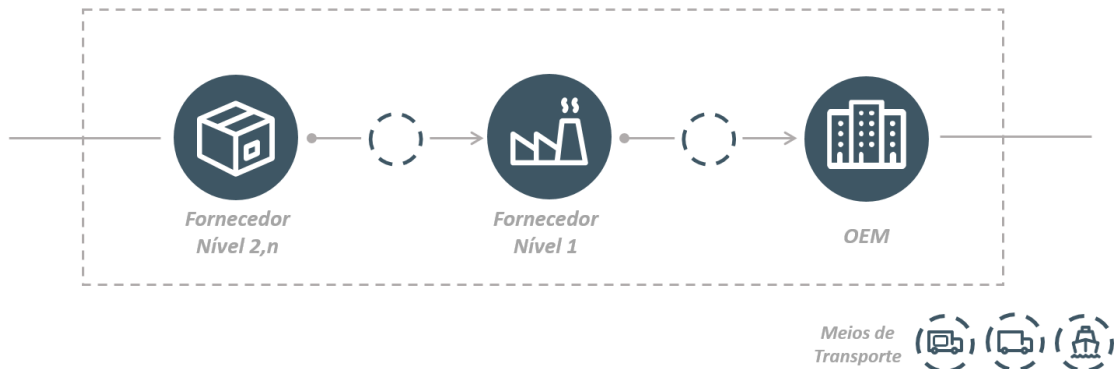 Fornecedor
Nível 2,n
Fornecedor
Nível 1
OEM
Meios de
Transporte